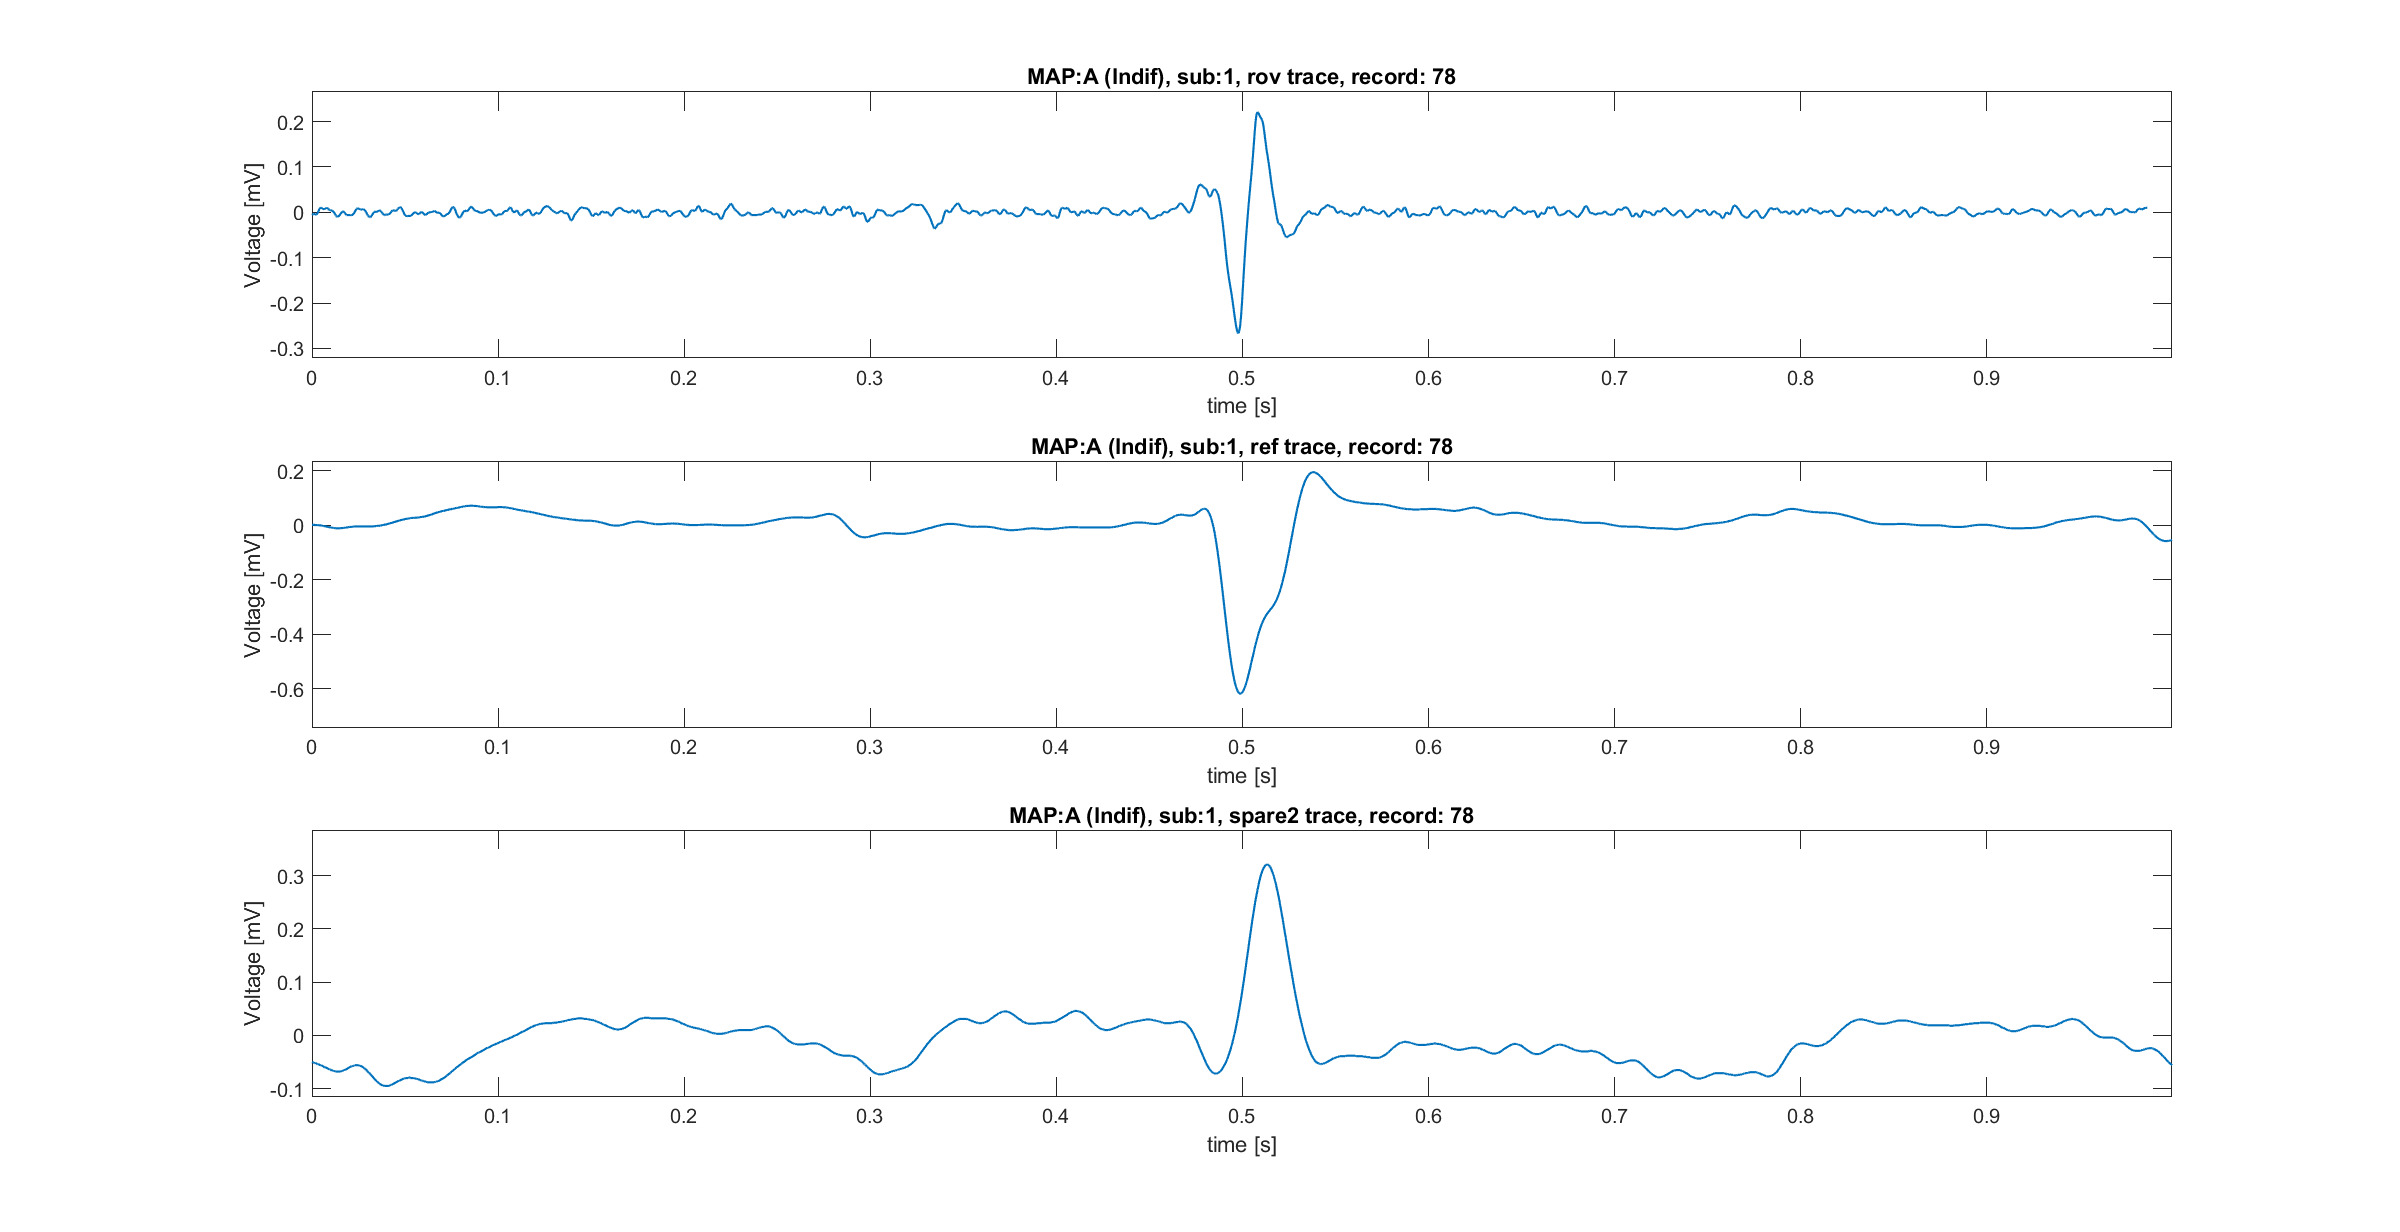 MAP:A (Indif), sub:1, rov trace, record: 78
Voltage [mV]
0.2
0.1
0
-0.1
-0.2
-0.3
0 0.1 0.2 0.3 0.4 0.5 0.6 0.7 0.8 0.9
time [s]
MAP:A (Indif), sub:1, ref trace, record: 78
Voltage [mV]
0.2
0
-0.2
-0.4
-0.6
0 0.1 0.2 0.3 0.4 0.5 0.6 0.7 0.8 0.9
time [s]
MAP:A (Indif), sub:1, spare2 trace, record: 78
Voltage [mV]
0.3
0.2
0.1
0
-0.1
0 0.1 0.2 0.3 0.4 0.5 0.6 0.7 0.8 0.9
time [s]